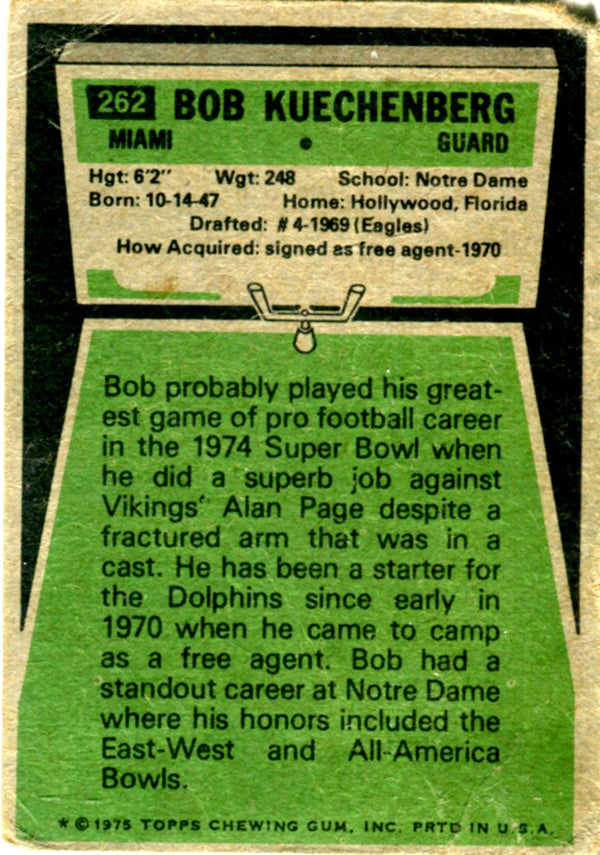 262 BOB KUECHENBERG
MIAMI • GUARD
Hgt: 6'2" Wgt: 248 School: Notre Dame
Born: 10-14-47 Home: Hollywood, Florida
Drafted: #4-1969 (Eagles)
How Acquired: signed as free agent-1970
Bob probably played his great-
est game of pro football career
in the 1974 Super Bowl when
he did a superb job against
Vikings' Alan Page despite a
fractured arm that was in a
cast. He has been a starter for
the Dolphins since early in
1970 when he came to camp
as a free agent. Bob had a
standout career at Notre Dame
where his honors included the
East-West and All-America
Bowls.
* © 1975 TOPPS CHEWING GUM, INC. PRTD IN U.S.A.